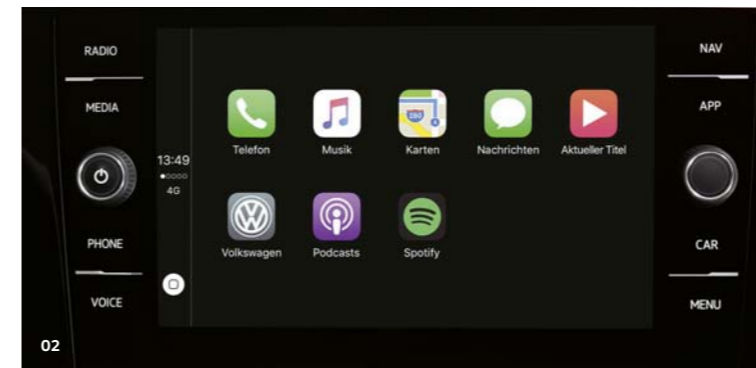 RADIO
MEDIA
PHONE
VOICE
13:49
4G
Telefon
Musik
280
Karten
Nachrichten
Aktueller Titel
Volkswagen
Podcasts
Spotify
NAV
APP
CAR
MENU
02